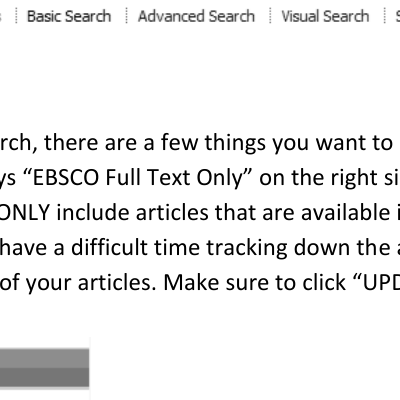 Basic Search Advanced Search Visual Search
rch, there are a few things you want to
ys “EBSCO Full Text Only” on the right si
ONLY include articles that are available i
have a difficult time tracking down the a
of your articles. Make sure to click “UPD